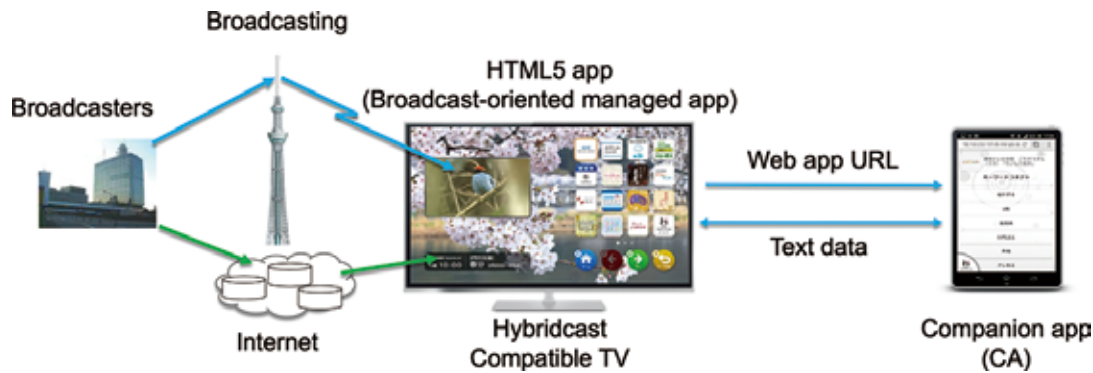 Broadcasting
Broadcasters
HTML5 app
(Broadcast-oriented managed app)
Web app URL
Text data
Internet
Hybridcast
Compatible TV
Companion app
(CA)